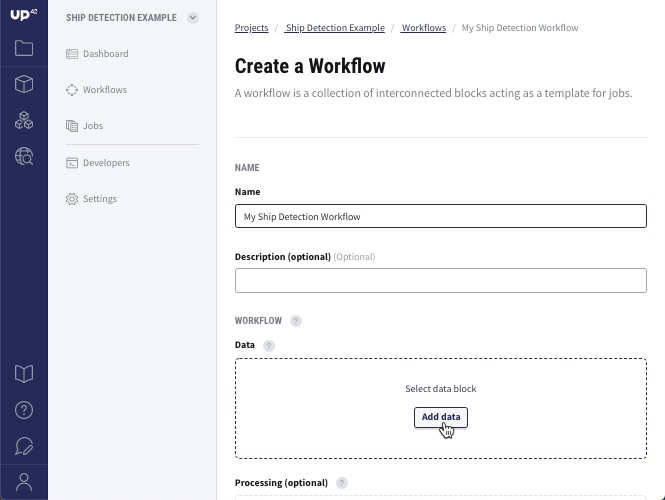 UP42
SHIP DETECTION EXAMPLE
Dashboard
Workflows
Jobs
Developers
Settings
Projects / Ship Detection Example / Workflows / My Ship Detection Workflow
Create a Workflow
A workflow is a collection of interconnected blocks acting as a template for jobs.
NAME
Name
My Ship Detection Workflow
Description (optional) (Optional)
WORKFLOW ?
Data ?
Select data block
Add data
Processing (optional) ?